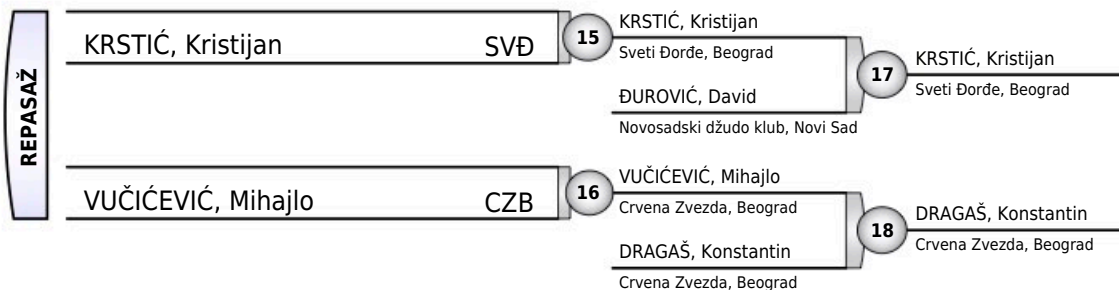 REPASAŽ
KRSTIĆ, Kristijan SVĐ
15
KRSTIĆ, Kristijan
Sveti Đorđe, Beograd
ĐUROVIĆ, David
Novosadski džudo klub, Novi Sad
17
KRSTIĆ, Kristijan
Sveti Đorđe, Beograd
VUČIĆEVIĆ, Mihajlo CZB
16
VUČIĆEVIĆ, Mihajlo
Crvena Zvezda, Beograd
DRAGAŠ, Konstantin
Crvena Zvezda, Beograd
18
DRAGAŠ, Konstantin
Crvena Zvezda, Beograd